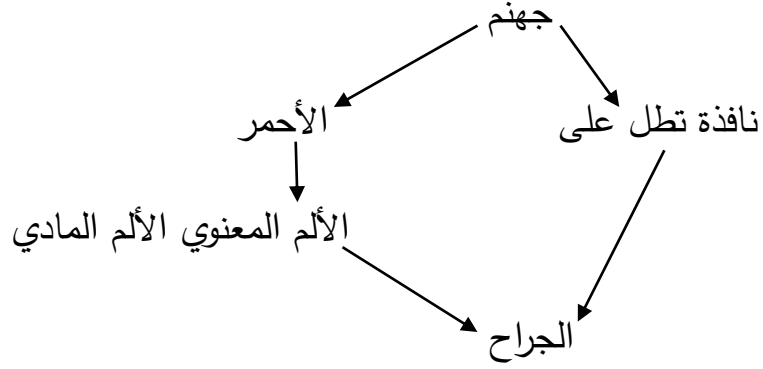 جهنم
نافذة تطل على
الأحمر
الألم المعنوي الألم المادي
الجراح